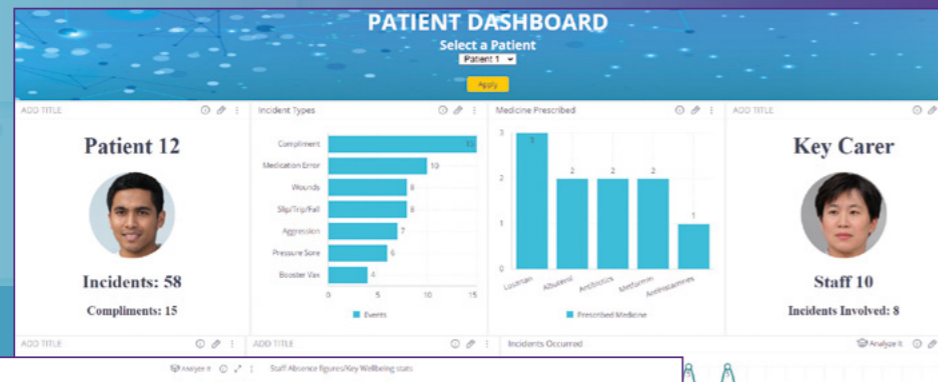 PATIENT DASHBOARD
Select a Patient
Patient 1
Apply
ADD TITLE
Patient 12
Incidents: 58
Compliments: 15
Incident Types
Compliment 15
Medication Error 10
Wounds 8
Slip/Trip/Fall 8
Aggression 7
Pressure Sore 6
Booster Vax 4
0 5 10 15
Events
Medicine Prescribed
3
2
1
0
3 2 2 2 1
Losartan Albuterol Antibiotics Metformin Antihistamines
Prescribed Medicine
ADD TITLE
Key Carer
Staff 10
Incidents Involved: 8
ADD TITLE
ADD TITLE
Incidents Occurred
Analyze It
Analyze It
Staff Absence figures/Key Wellbeing stats